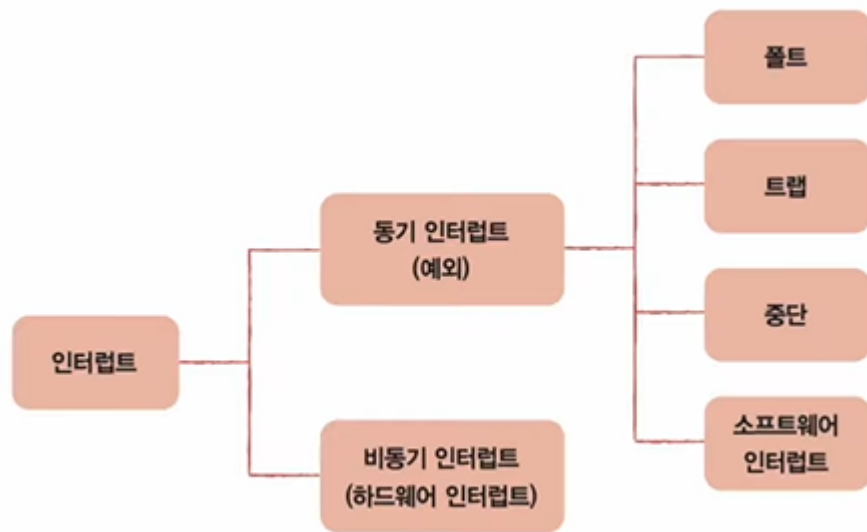 인터럽트
동기 인터럽트
(예외)
비동기 인터럽트
(하드웨어 인터럽트)
폴트
트랩
중단
소프트웨어
인터럽트